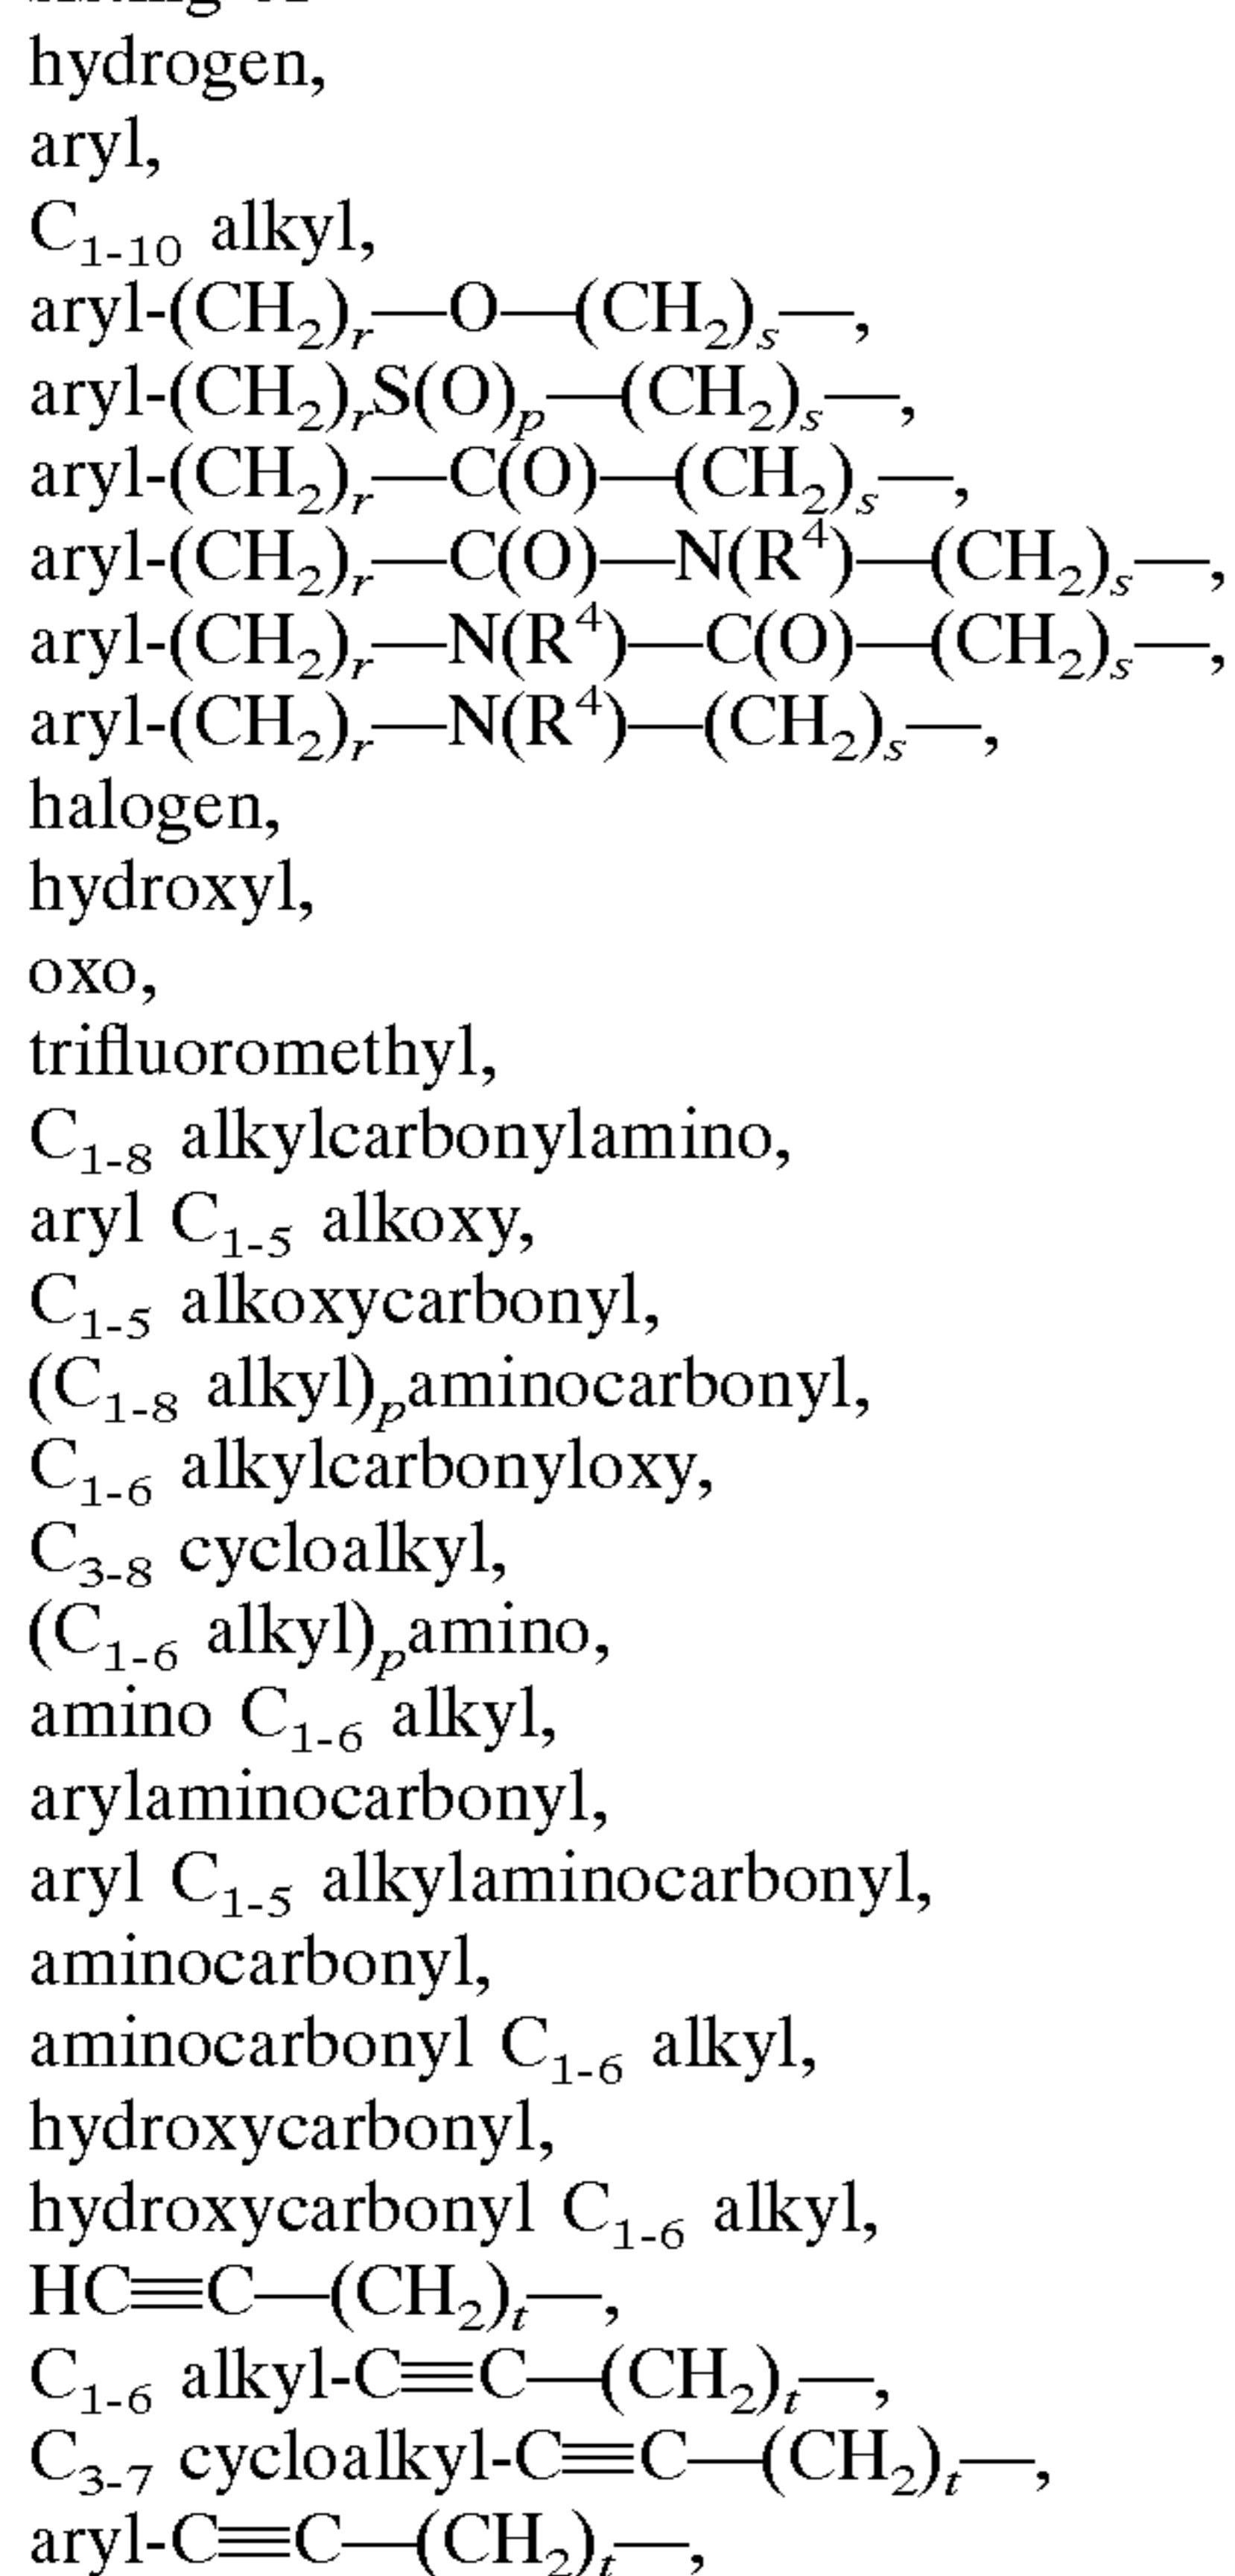 hydrogen,
aryl,
C₁₋₁₀ alkyl,
aryl-(CH₂)ᵣ—O—(CH₂)ₛ—,
aryl-(CH₂)ᵣS(O)ₚ—(CH₂)ₛ—,
aryl-(CH₂)ᵣ—C(O)—(CH₂)ₛ—,
aryl-(CH₂)ᵣ—C(O)—N(R⁴)—(CH₂)ₛ—,
aryl-(CH₂)ᵣ—N(R⁴)—C(O)—(CH₂)ₛ—,
aryl-(CH₂)ᵣ—N(R⁴)—(CH₂)ₛ—,
halogen,
hydroxyl,
oxo,
trifluoromethyl,
C₁₋₈ alkylcarbonylamino,
aryl C₁₋₅ alkoxy,
C₁₋₅ alkoxycarbonyl,
(C₁₋₈ alkyl)ₚaminocarbonyl,
C₁₋₆ alkylcarbonyloxy,
C₃₋₈ cycloalkyl,
(C₁₋₆ alkyl)ₚamino,
amino C₁₋₆ alkyl,
arylaminocarbonyl,
aryl C₁₋₅ alkylaminocarbonyl,
aminocarbonyl,
aminocarbonyl C₁₋₆ alkyl,
hydroxycarbonyl,
hydroxycarbonyl C₁₋₆ alkyl,
HC≡C—(CH₂)ₜ—,
C₁₋₆ alkyl-C≡C—(CH₂)ₜ—,
C₃₋₇ cycloalkyl-C≡C—(CH₂)ₜ—,
aryl-C≡C—(CH₂)ₜ—,